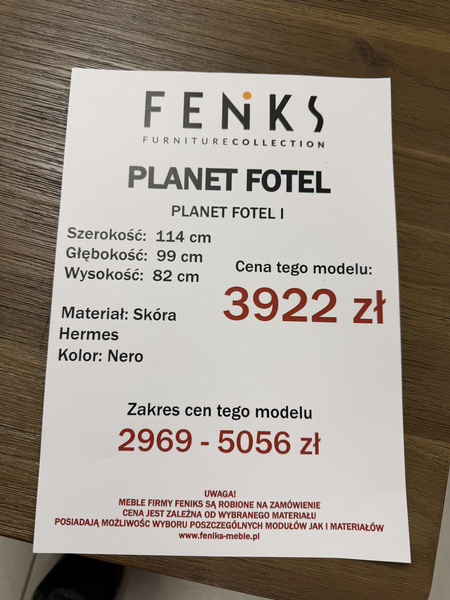 FENIKS
FURNITURECOLLECTION
PLANET FOTEL
PLANET FOTEL I
Szerokość: 114 cm
Głębokość: 99 cm
Wysokość: 82 cm
Cena tego modelu:
3922 zł
Materiał: Skóra
Hermes
Kolor: Nero
Zakres cen tego modelu
2969 - 5056 zł
UWAGA!
MEBLE FIRMY FENIKS SĄ ROBIONE NA ZAMÓWIENIE
CENA JEST ZALEŻNA OD WYBRANEGO MATERIAŁU
POSIADAJĄ MOŻLIWOŚC WYBORU POSZCZEGÓLNYCH MODUŁÓW JAK I MATERIAŁÓW
www.feniks-meble.pl